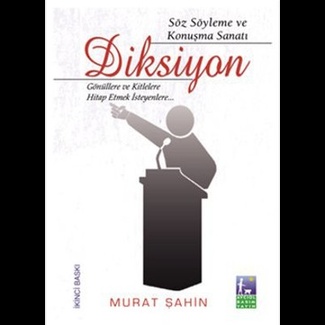 Söz Söyleme ve
Konuşma Sanatı
Diksiyon
Gönüllere ve Kitlelere
Hitap Etmek İsteyenlere...
İKİNCİ BASKI
MURAT ŞAHİN